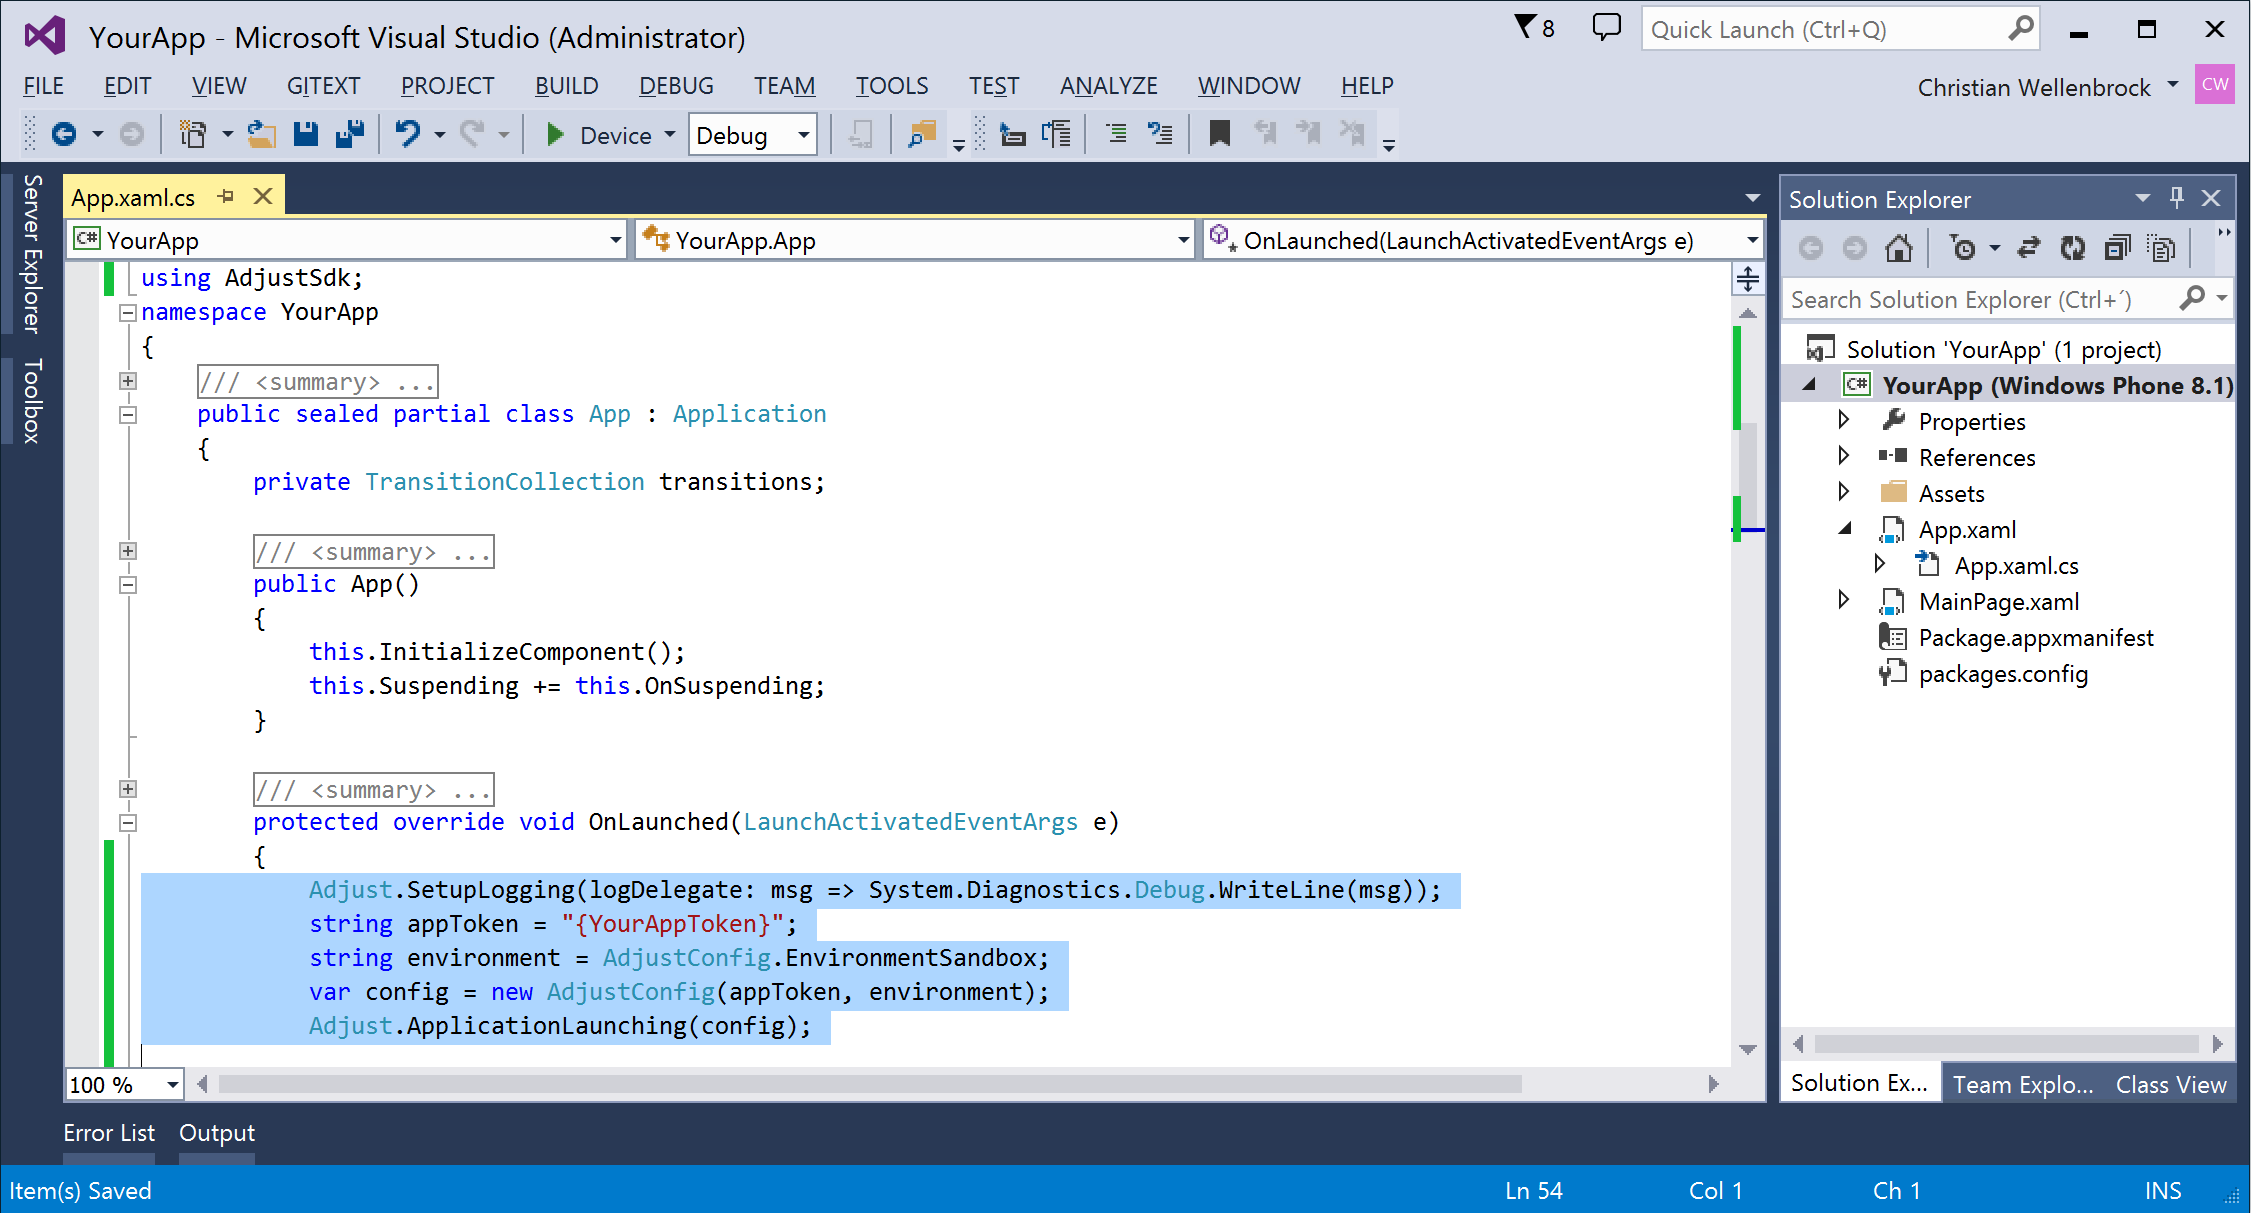 YourApp - Microsoft Visual Studio (Administrator)
8
Quick Launch (Ctrl+Q)
FILE EDIT VIEW GITEXT PROJECT BUILD DEBUG TEAM TOOLS TEST ANALYZE WINDOW HELP
Christian Wellenbrock CW
Device Debug
Server Explorer
Toolbox
App.xaml.cs
C# YourApp YourApp.App OnLaunched(LaunchActivatedEventArgs e)
using AdjustSdk;
namespace YourApp
{
/// <summary> ...
public sealed partial class App : Application
{
private TransitionCollection transitions;
/// <summary> ...
public App()
{
this.InitializeComponent();
this.Suspending += this.OnSuspending;
}
/// <summary> ...
protected override void OnLaunched(LaunchActivatedEventArgs e)
{
Adjust.SetupLogging(logDelegate: msg => System.Diagnostics.Debug.WriteLine(msg));
string appToken = "{YourAppToken}";
string environment = AdjustConfig.EnvironmentSandbox;
var config = new AdjustConfig(appToken, environment);
Adjust.ApplicationLaunching(config);
100 %
Solution Explorer
Search Solution Explorer (Ctrl+´)
Solution 'YourApp' (1 project)
C# YourApp (Windows Phone 8.1)
Properties
References
Assets
App.xaml
App.xaml.cs
MainPage.xaml
Package.appxmanifest
packages.config
Solution Ex... Team Explo... Class View
Error List Output
Item(s) Saved Ln 54 Col 1 Ch 1 INS